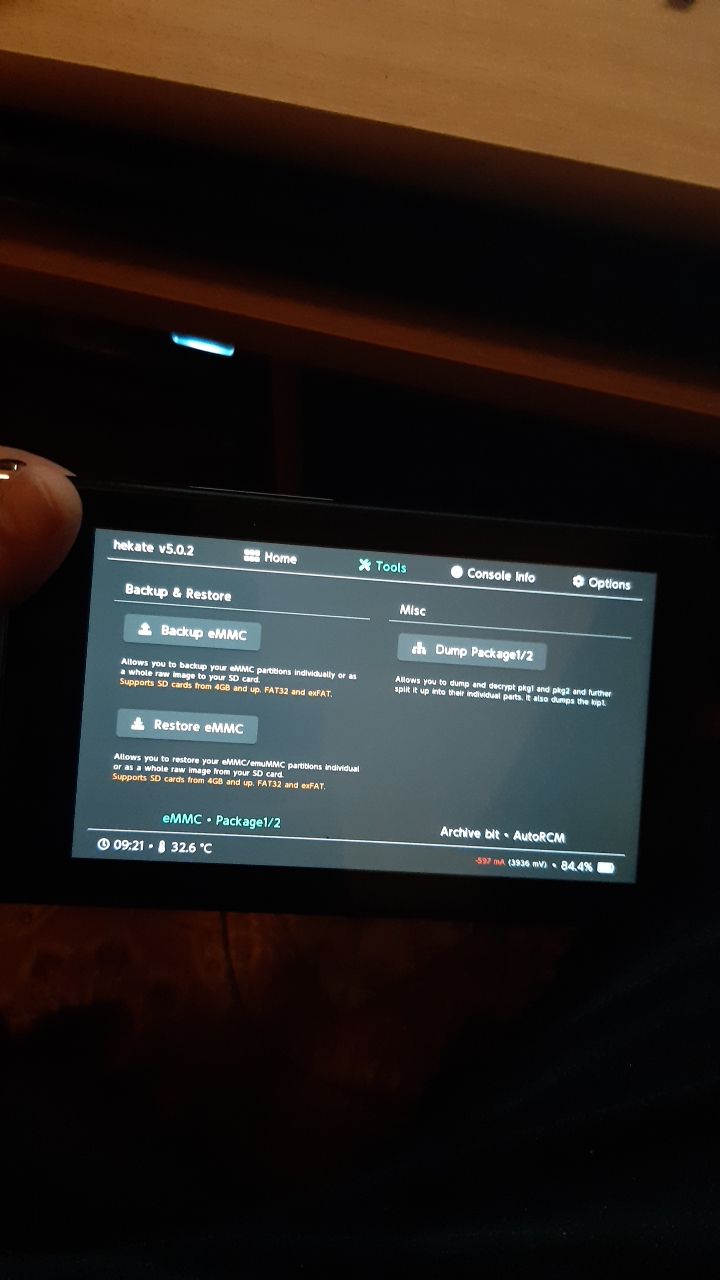 hekate v5.0.2
Home
Tools
Console Info
Options
Backup & Restore
Backup eMMC
Allows you to backup your eMMC partitions individually or as
a whole raw image to your SD card.
Supports SD cards from 4GB and up. FAT32 and exFAT.
Restore eMMC
Allows you to restore your eMMC/emuMMC partitions individual
or as a whole raw image from your SD card.
Supports SD cards from 4GB and up. FAT32 and exFAT.
Misc
Dump Package1/2
Allows you to dump and decrypt pkg1 and pkg2 and further
split it up into their individual parts. It also dumps the kip1.
eMMC • Package1/2
Archive bit • AutoRCM
09:21 • 32.6 °C
-597 mA (3936 mV) • 84.4%